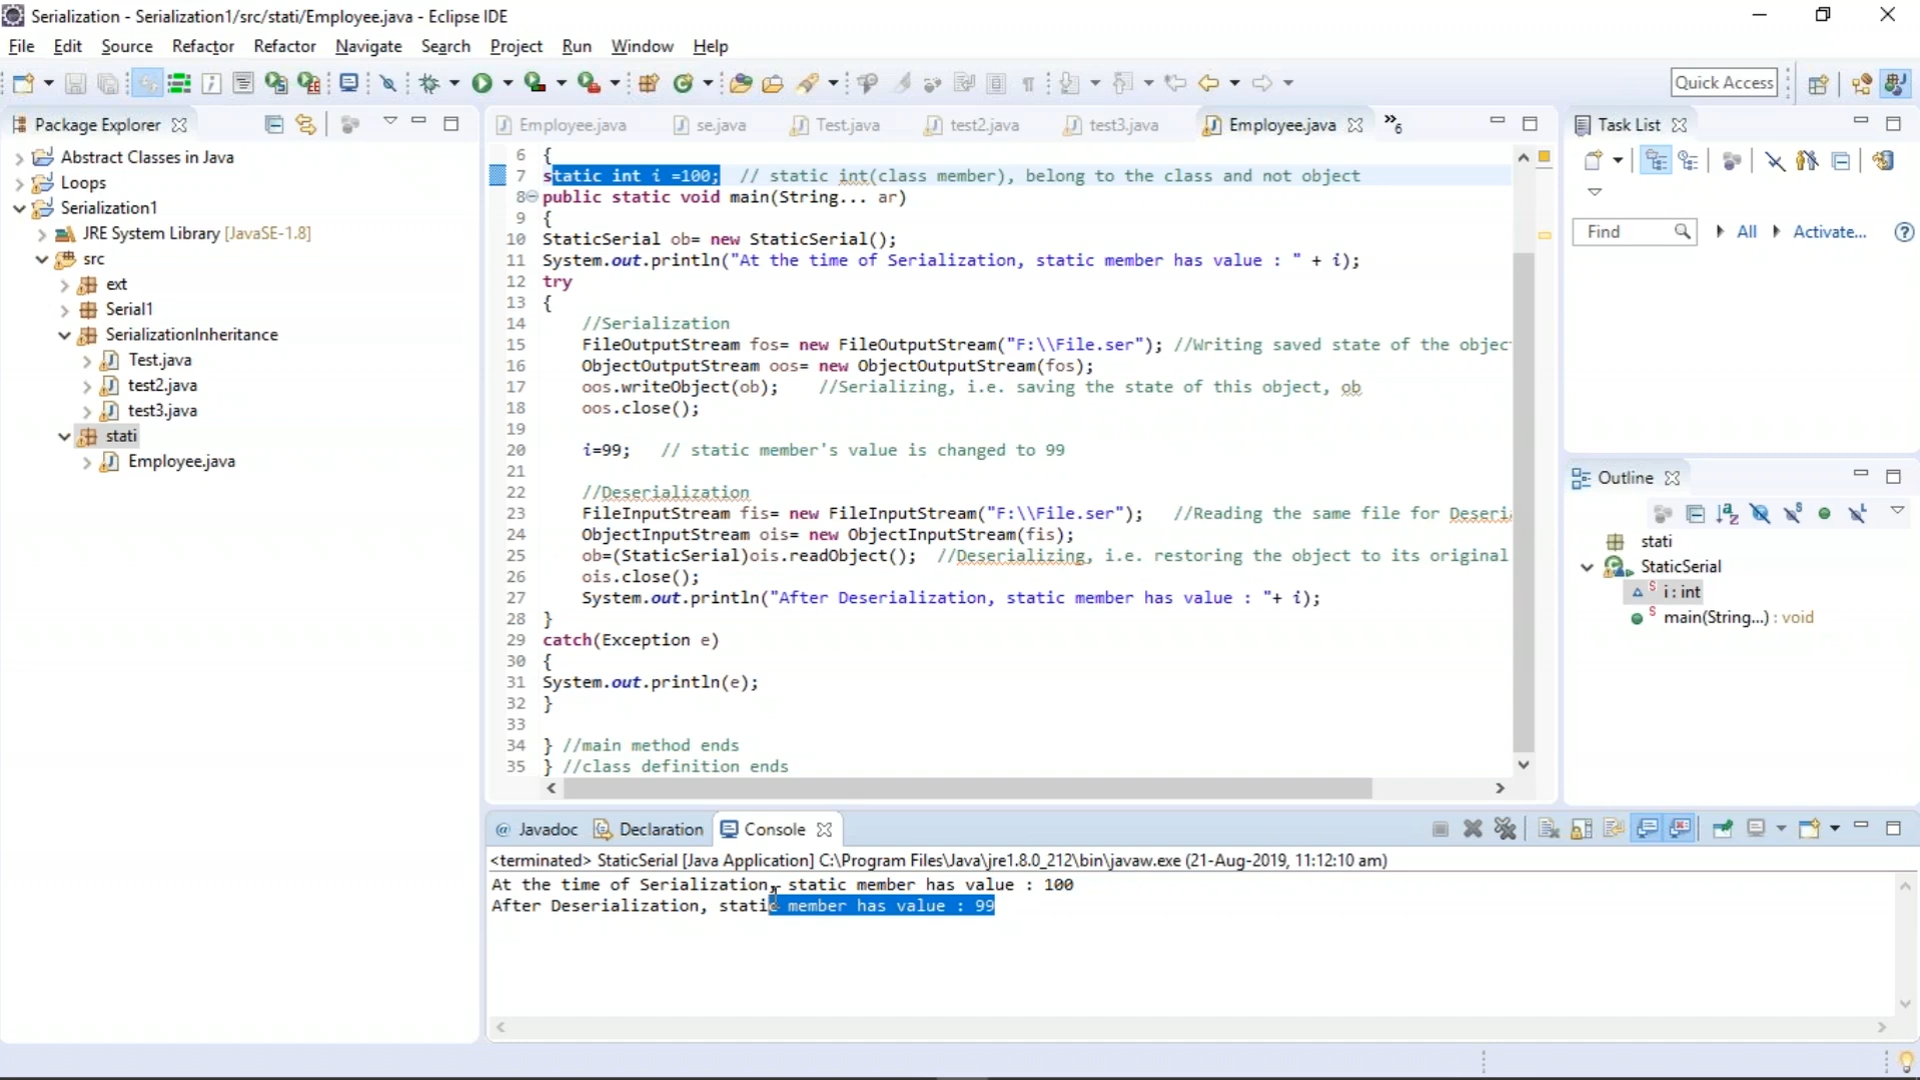 Serialization - Serialization1/src/stati/Employee.java - Eclipse IDE
File Edit Source Refactor Refactor Navigate Search Project Run Window Help
Quick Access
Package Explorer
Abstract Classes in Java
Loops
Serialization1
JRE System Library [JavaSE-1.8]
src
ext
Serial1
SerializationInheritance
Test.java
test2.java
test3.java
stati
Employee.java
Employee.java se.java Test.java test2.java test3.java Employee.java »6
6 {
7 static int i =100; // static int(class member), belong to the class and not object
8 public static void main(String... ar)
9 {
10 StaticSerial ob= new StaticSerial();
11 System.out.println("At the time of Serialization, static member has value : " + i);
12 try
13 {
14 //Serialization
15 FileOutputStream fos= new FileOutputStream("F:\\File.ser"); //Writing saved state of the objec
16 ObjectOutputStream oos= new ObjectOutputStream(fos);
17 oos.writeObject(ob); //Serializing, i.e. saving the state of this object, ob
18 oos.close();
19
20 i=99; // static member's value is changed to 99
21
22 //Deserialization
23 FileInputStream fis= new FileInputStream("F:\\File.ser"); //Reading the same file for Deseri
24 ObjectInputStream ois= new ObjectInputStream(fis);
25 ob=(StaticSerial)ois.readObject(); //Deserializing, i.e. restoring the object to its original
26 ois.close();
27 System.out.println("After Deserialization, static member has value : "+ i);
28 }
29 catch(Exception e)
30 {
31 System.out.println(e);
32 }
33
34 } //main method ends
35 } //class definition ends
Task List
Find All Activate...
Outline
stati
StaticSerial
i : int
main(String...) : void
@ Javadoc Declaration Console
<terminated> StaticSerial [Java Application] C:\Program Files\Java\jre1.8.0_212\bin\javaw.exe (21-Aug-2019, 11:12:10 am)
At the time of Serialization, static member has value : 100
After Deserialization, static member has value : 99